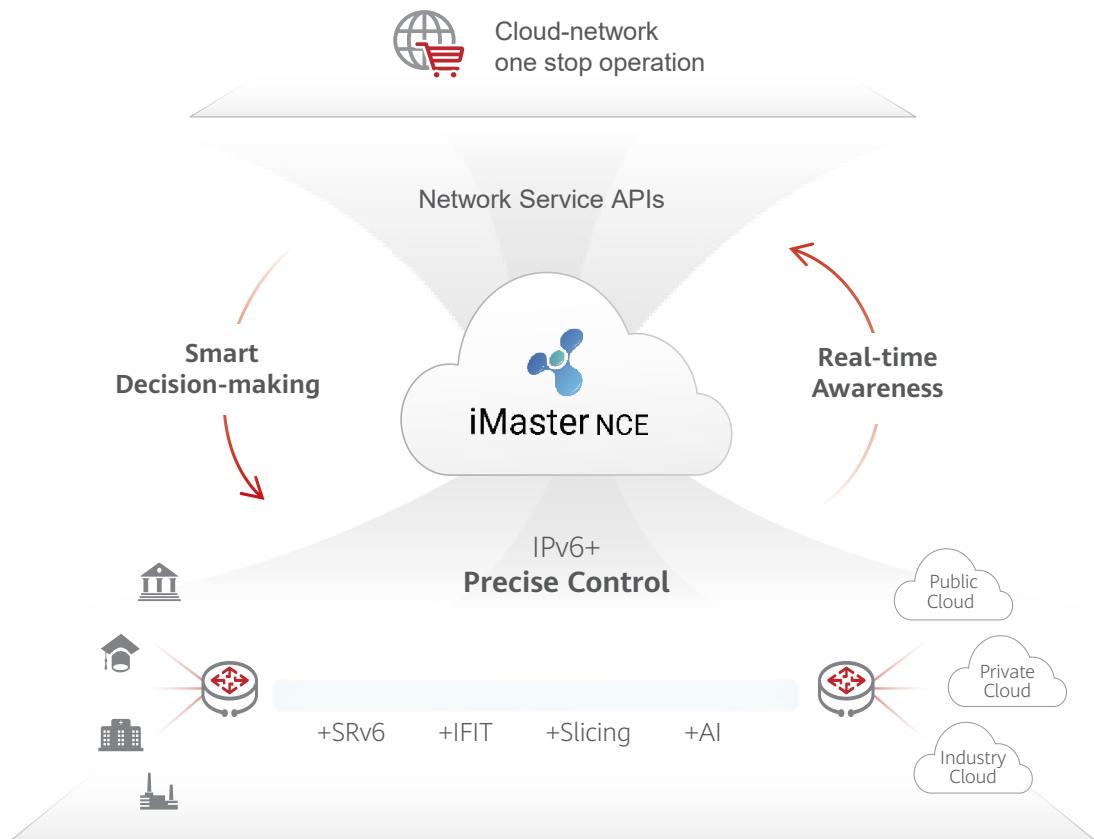 Cloud-network
one stop operation
Network Service APIs
Smart
Decision-making
Real-time
Awareness
iMaster NCE
IPv6+
Precise Control
Public
Cloud
Private
Cloud
Industry
Cloud
+SRv6 +IFIT +Slicing +AI